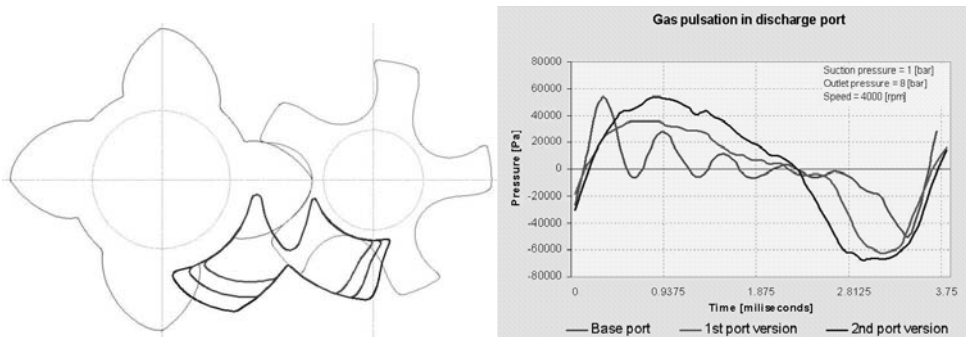 Gas pulsation in discharge port
Suction pressure = 1 [bar]
Outlet pressure = 8 [bar]
Speed = 4000 [rpm]
Pressure [Pa]
80000
60000
40000
20000
0
-20000
-40000
-60000
-80000
0 0.9375 1.875 2.8125 3.75
Time [miliseconds]
Base port 1st port version 2nd port version